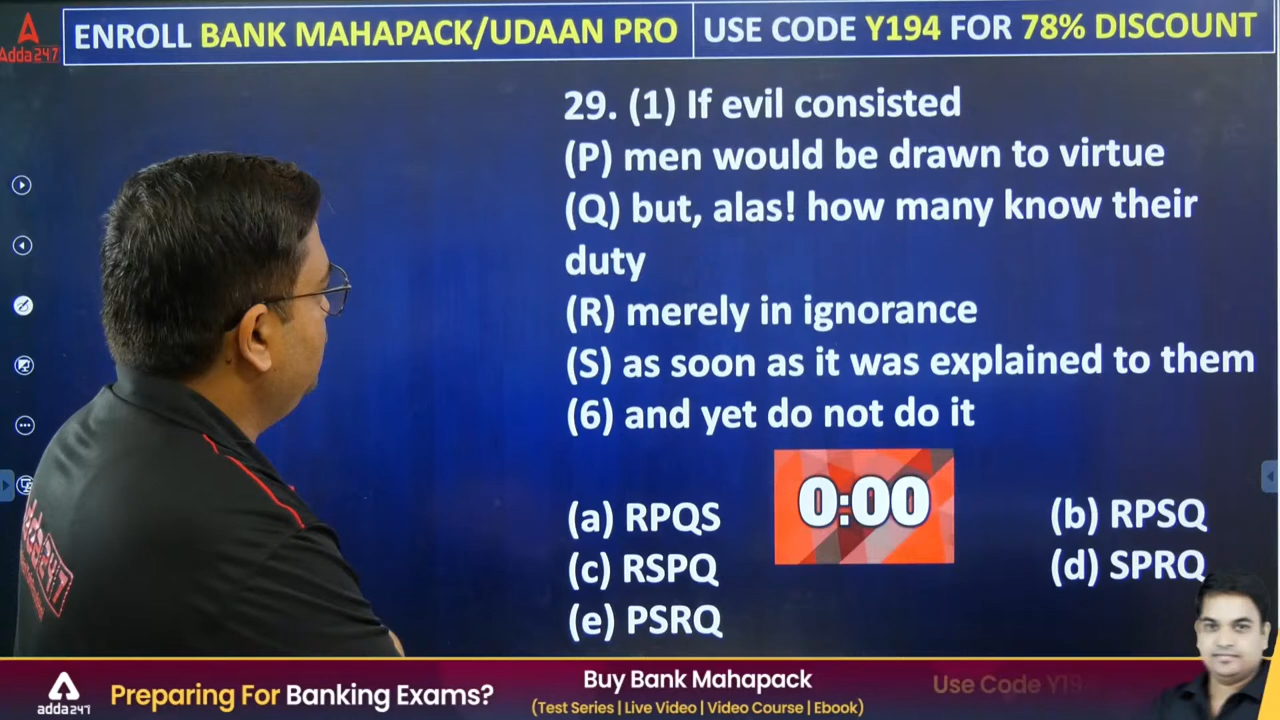 ENROLL BANK MAHAPACK/UDAAN PRO
USE CODE Y194 FOR 78% DISCOUNT
Adda247
29. (1) If evil consisted
(P) men would be drawn to virtue
(Q) but, alas! how many know their
duty
(R) merely in ignorance
(S) as soon as it was explained to them
(6) and yet do not do it
0:00
(a) RPQS
(b) RPSQ
(c) RSPQ
(d) SPRQ
(e) PSRQ
adda247
adda247
Preparing For Banking Exams?
Buy Bank Mahapack
(Test Series | Live Video | Video Course | Ebook)
Use Code